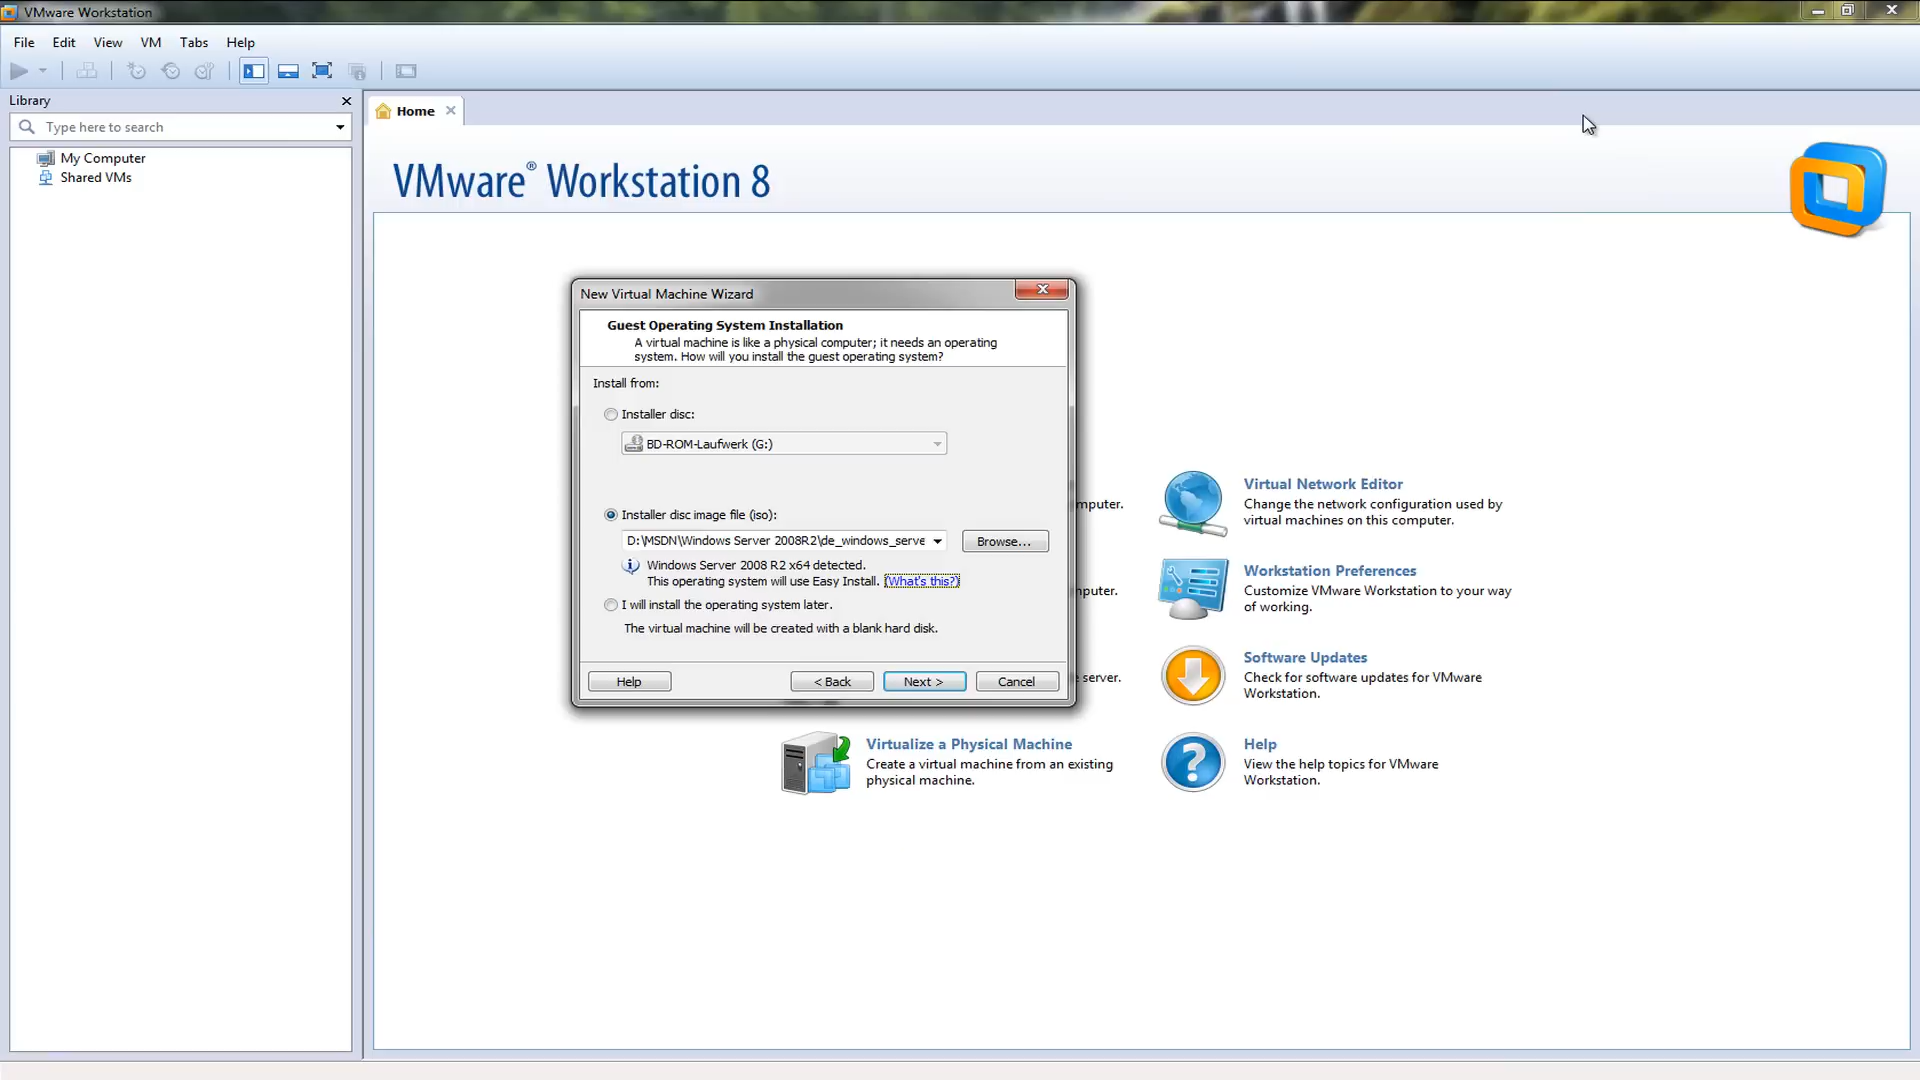 VMware Workstation
File Edit View VM Tabs Help
Library
Type here to search
My Computer
Shared VMs
Home
VMware® Workstation 8
New Virtual Machine Wizard
Guest Operating System Installation
A virtual machine is like a physical computer; it needs an operating
system. How will you install the guest operating system?
Install from:
Installer disc:
BD-ROM-Laufwerk (G:)
Installer disc image file (iso):
D:\MSDN\Windows Server 2008R2\de_windows_serve
Browse...
Windows Server 2008 R2 x64 detected.
This operating system will use Easy Install. (What's this?)
I will install the operating system later.
The virtual machine will be created with a blank hard disk.
Help
< Back
Next >
Cancel
mputer.
nputer.
e server.
Virtual Network Editor
Change the network configuration used by
virtual machines on this computer.
Workstation Preferences
Customize VMware Workstation to your way
of working.
Software Updates
Check for software updates for VMware
Workstation.
Virtualize a Physical Machine
Create a virtual machine from an existing
physical machine.
Help
View the help topics for VMware
Workstation.